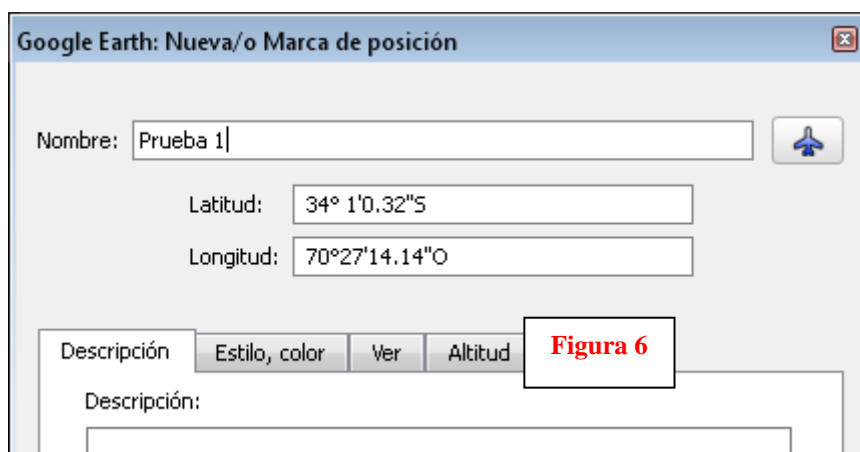 Google Earth: Nueva/o Marca de posición
Nombre: Prueba 1
Latitud: 34° 1'0.32"S
Longitud: 70°27'14.14"O
Descripción Estilo, color Ver Altitud Figura 6
Descripción: